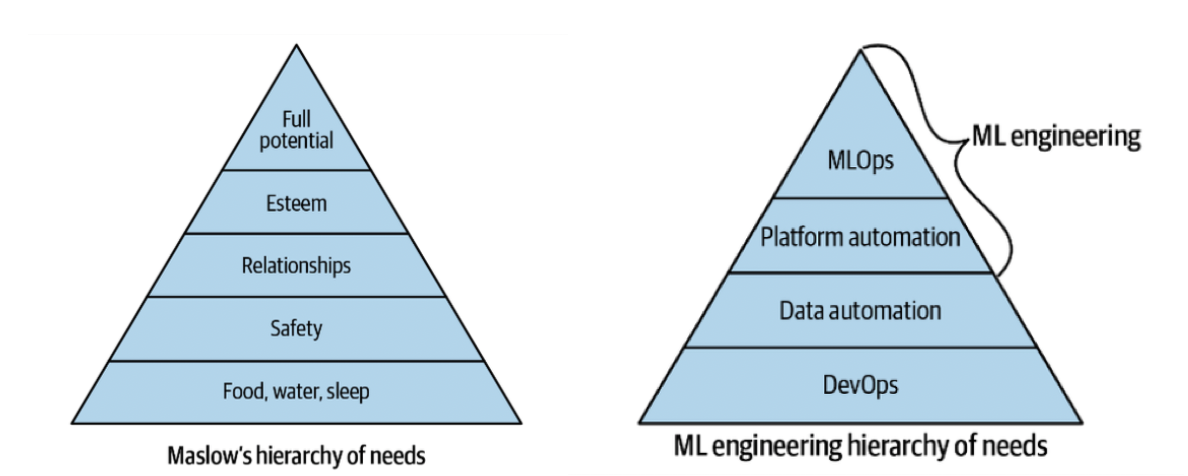 Full
potential
Esteem
Relationships
Safety
Food, water, sleep
Maslow's hierarchy of needs
MLOps
ML engineering
Platform automation
Data automation
DevOps
ML engineering hierarchy of needs